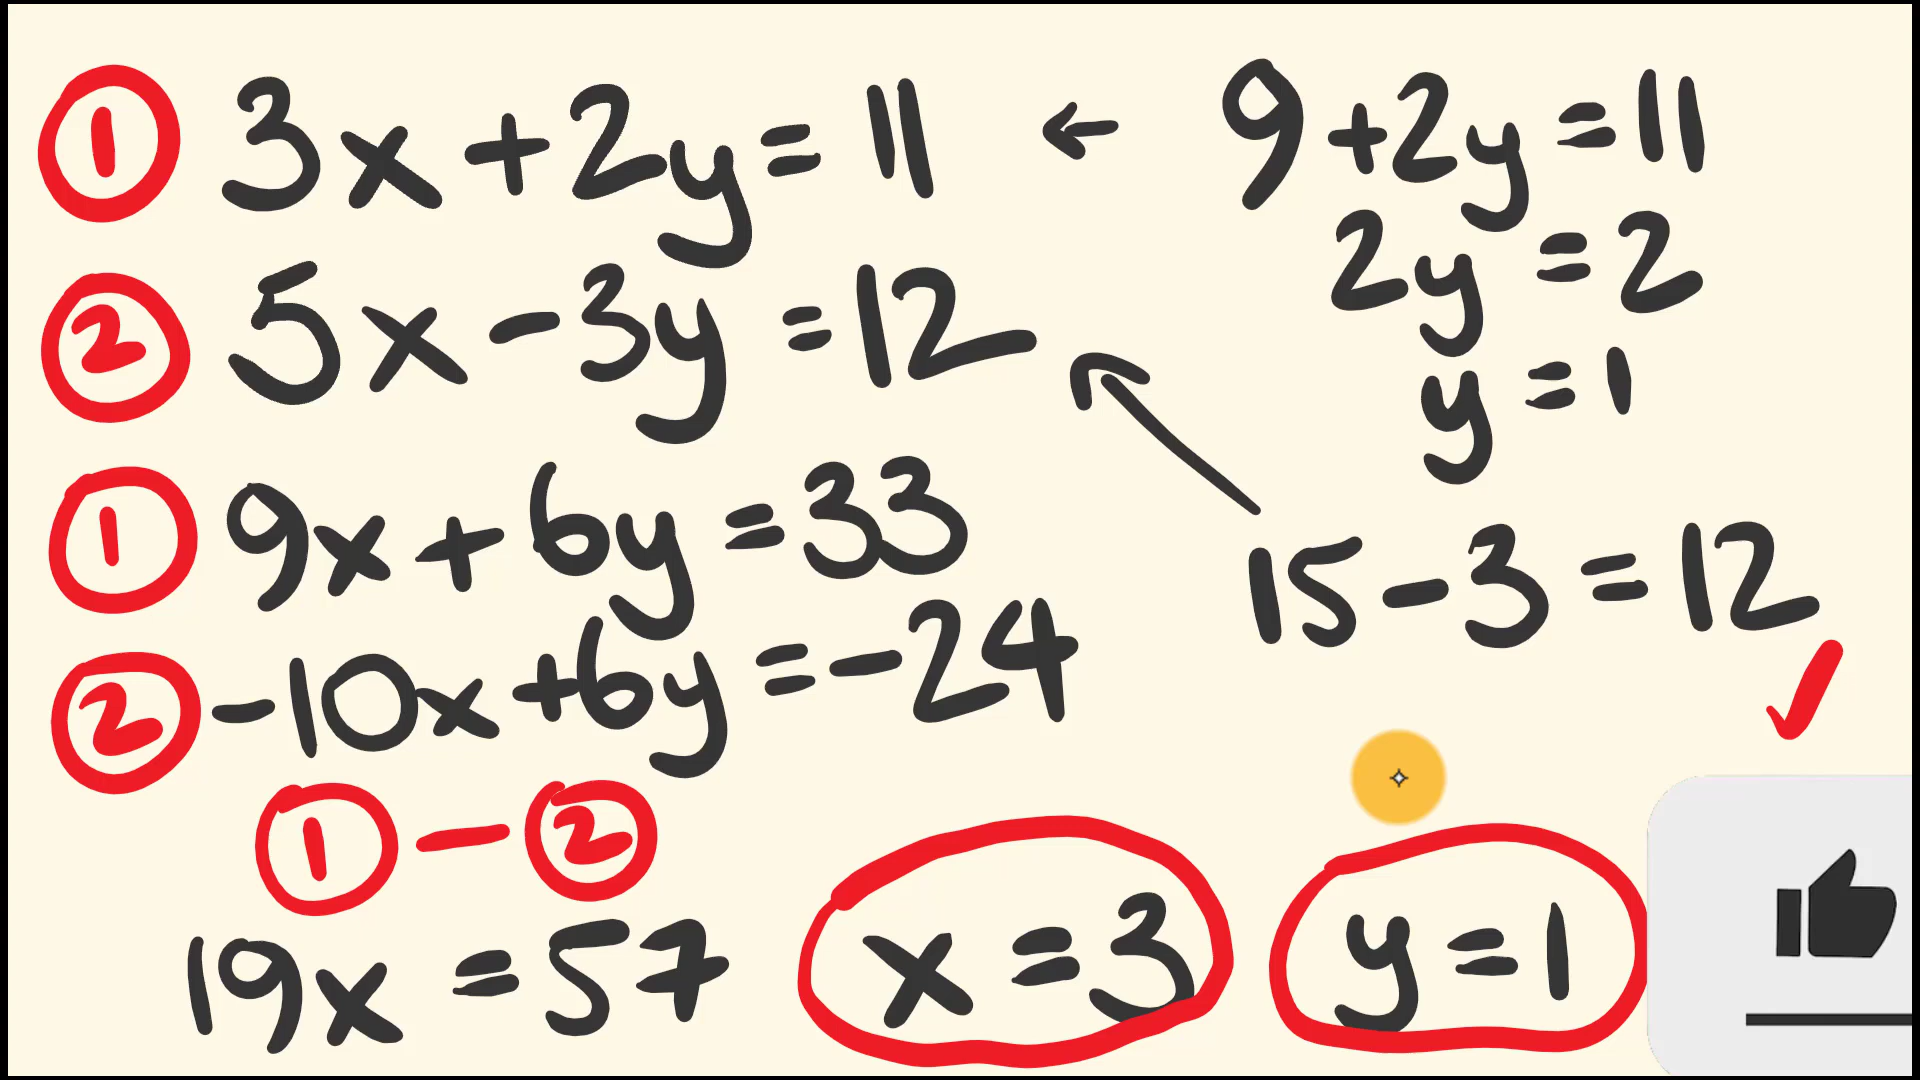 ① 3x+2y=11 ← 9+2y=11
2y=2
② 5x-3y=12
y=1
① 9x+6y=33
15-3=12 ✓
② -10x+6y=-24
① - ②
19x=57 x=3 y=1